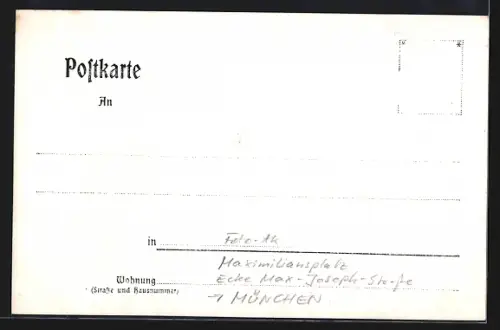 Postkarte
An
in Foto-Ak
Maximiliansplatz
Wohnung Ecke Max-Joseph-Straße
(Straße und Hausnummer)
→ MÜNCHEN